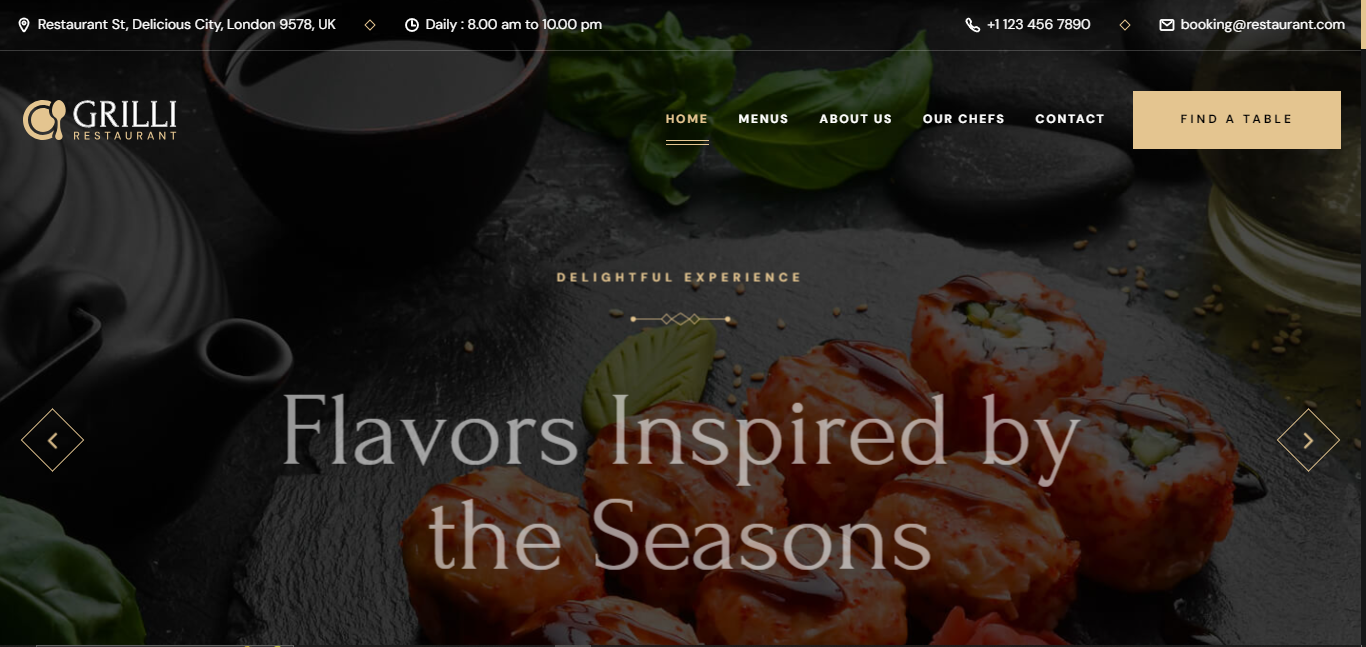 Restaurant St, Delicious City, London 9578, UK
Daily : 8.00 am to 10.00 pm
+1 123 456 7890
booking@restaurant.com
GRILLI
RESTAURANT
HOME
MENUS
ABOUT US
OUR CHEFS
CONTACT
FIND A TABLE
DELIGHTFUL EXPERIENCE
Flavors Inspired by
the Seasons